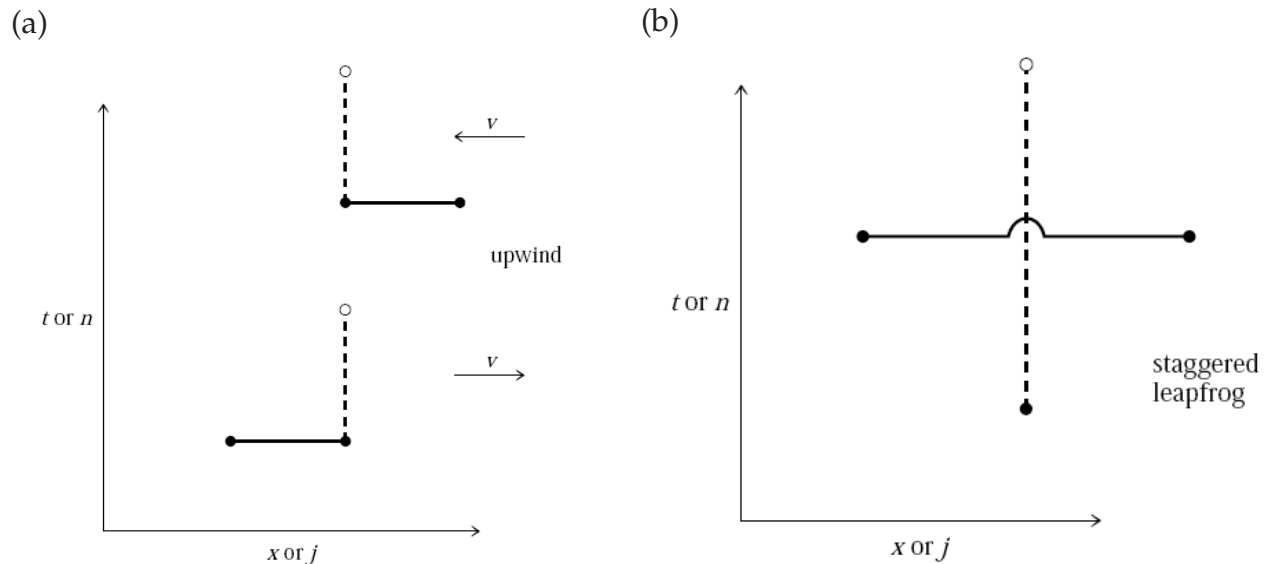 (a)
v
upwind
t or n
v
x or j
(b)
t or n
staggered
leapfrog
x or j